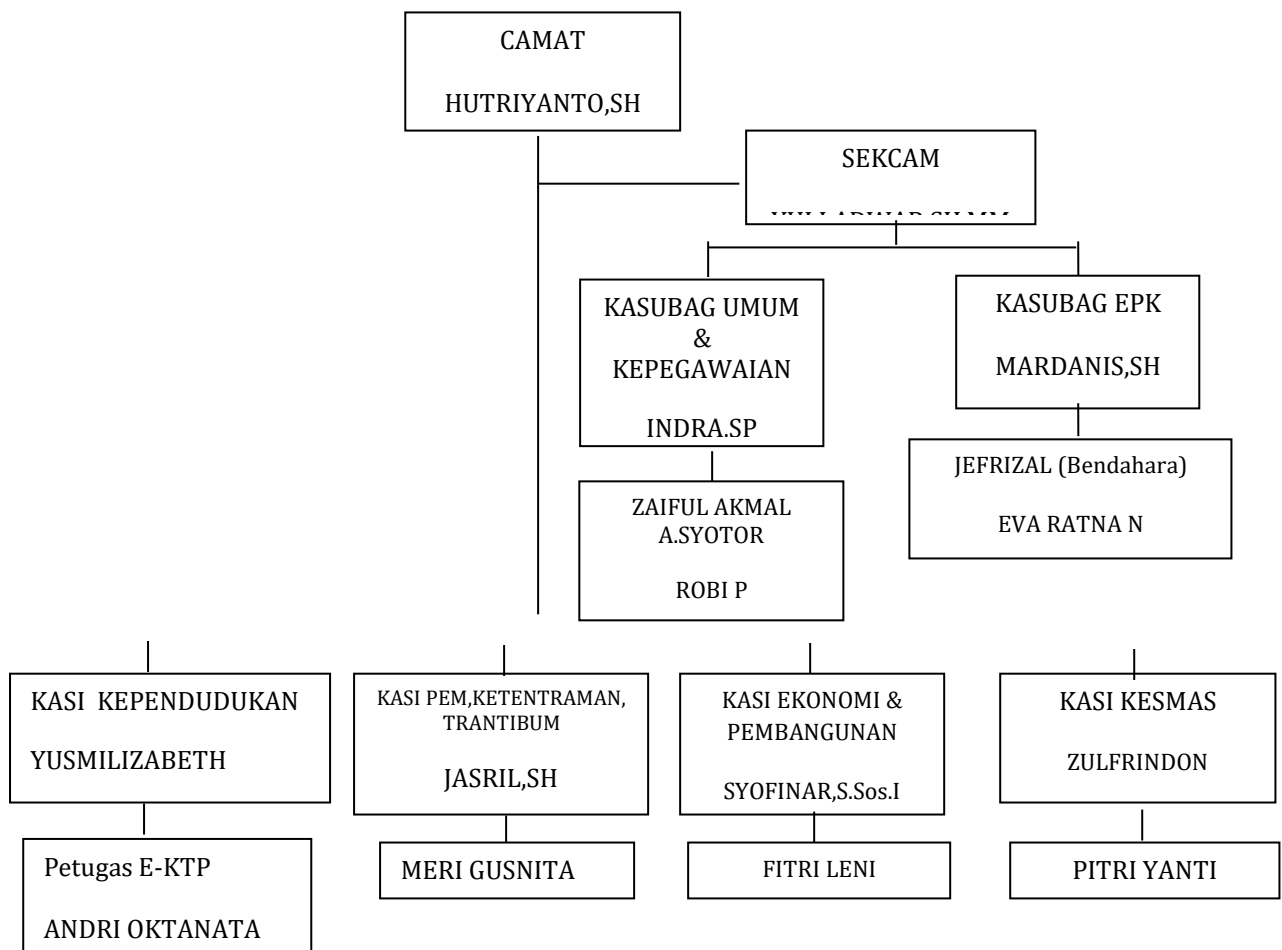 CAMAT
HUTRIYANTO,SH
SEKCAM
KASUBAG UMUM
&
KEPEGAWAIAN
INDRA.SP
KASUBAG EPK
MARDANIS,SH
ZAIFUL AKMAL
A.SYOTOR
ROBI P
JEFRIZAL (Bendahara)
EVA RATNA N
KASI KEPENDUDUKAN
YUSMILIZABETH
KASI PEM,KETENTRAMAN,
TRANTIBUM
JASRIL,SH
KASI EKONOMI &
PEMBANGUNAN
SYOFINAR,S.Sos.I
KASI KESMAS
ZULFRINDON
Petugas E-KTP
ANDRI OKTANATA
MERI GUSNITA
FITRI LENI
PITRI YANTI